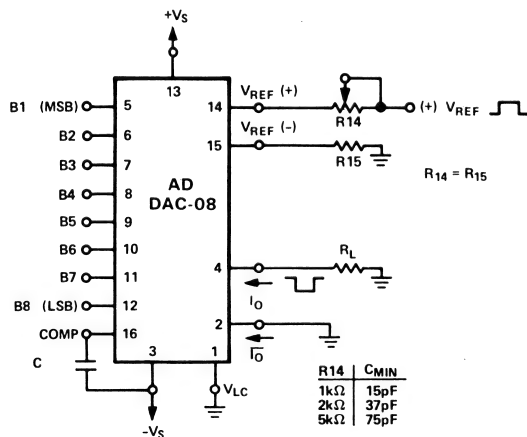 +VS
13
B1 (MSB) 5
B2 6
B3 7
B4 8
B5 9
B6 10
B7 11
B8 (LSB) 12
COMP 16
C
AD
DAC-08
14 VREF (+)
R14
(+) VREF
15 VREF (-)
R15
R14 = R15
4
RL
IO
2
IO
3
1
VLC
-VS
R14 CMIN
1kΩ 15pF
2kΩ 37pF
5kΩ 75pF